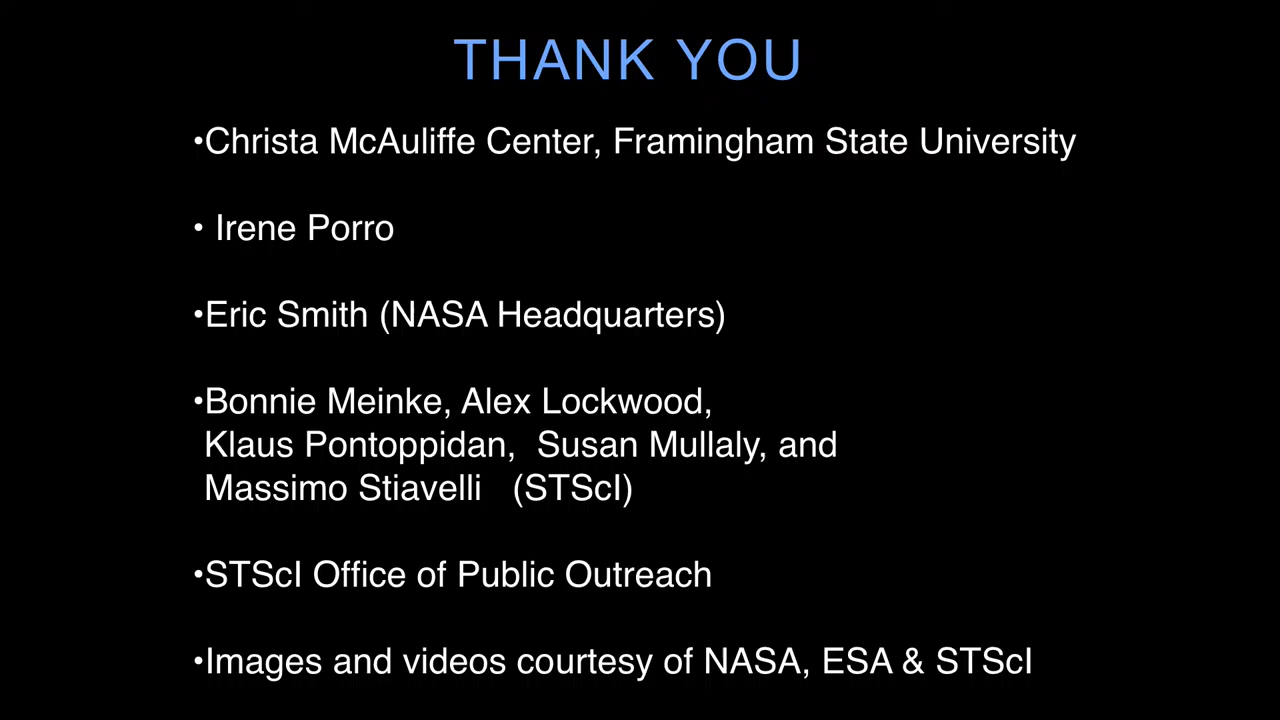 THANK YOU
•Christa McAuliffe Center, Framingham State University
• Irene Porro
•Eric Smith (NASA Headquarters)
•Bonnie Meinke, Alex Lockwood,
Klaus Pontoppidan,  Susan Mullaly, and
Massimo Stiavelli   (STScI)
•STScI Office of Public Outreach
•Images and videos courtesy of NASA, ESA & STScI